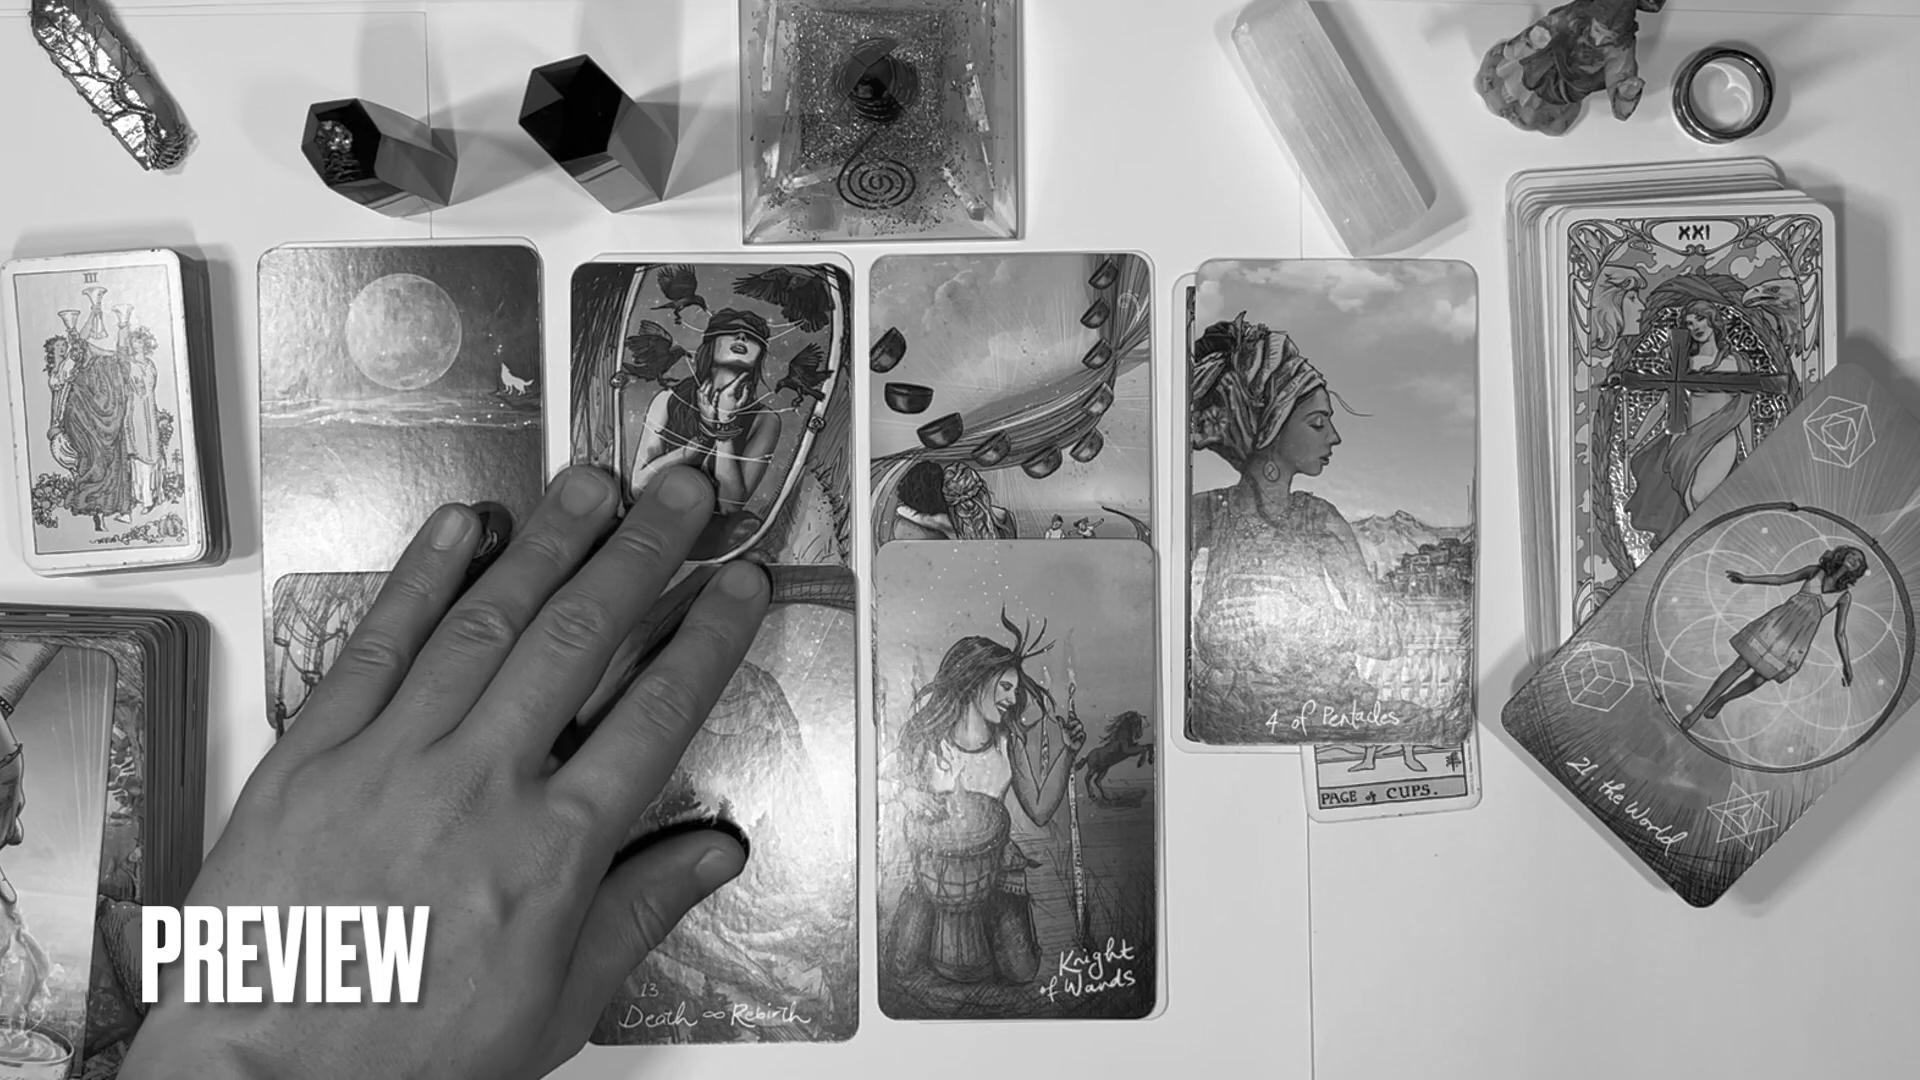 III
XXI
4 of Pentacles
PAGE of CUPS.
21 the World
Knight
of Wands
13
Death ∞ Rebirth
PREVIEW